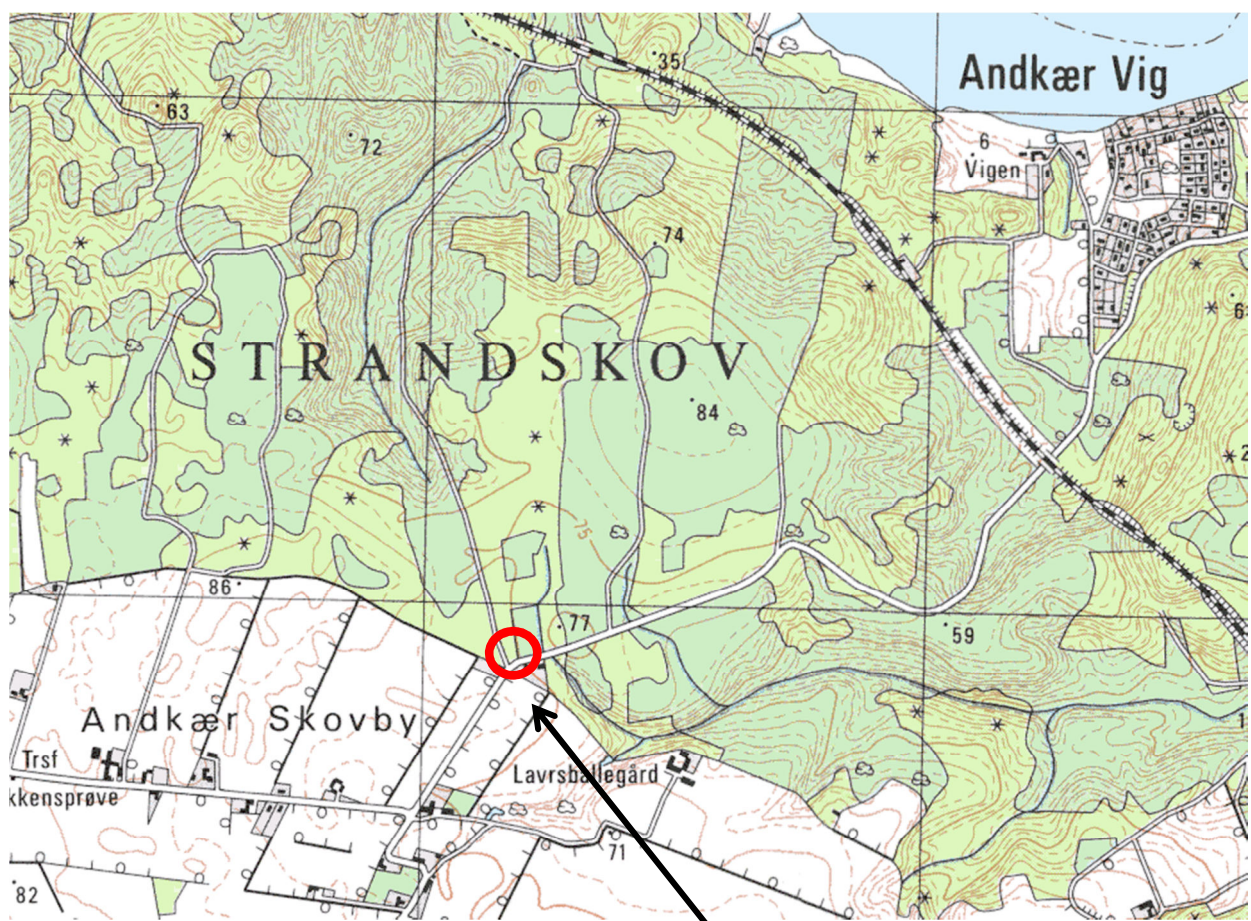 35
Andkær Vig
63
72
6
Vigen
74
STRANDSKOV
84
75
86
77
59
Andkær Skovby
Trsf
kkensprøve
Lavrsballegård
71
82